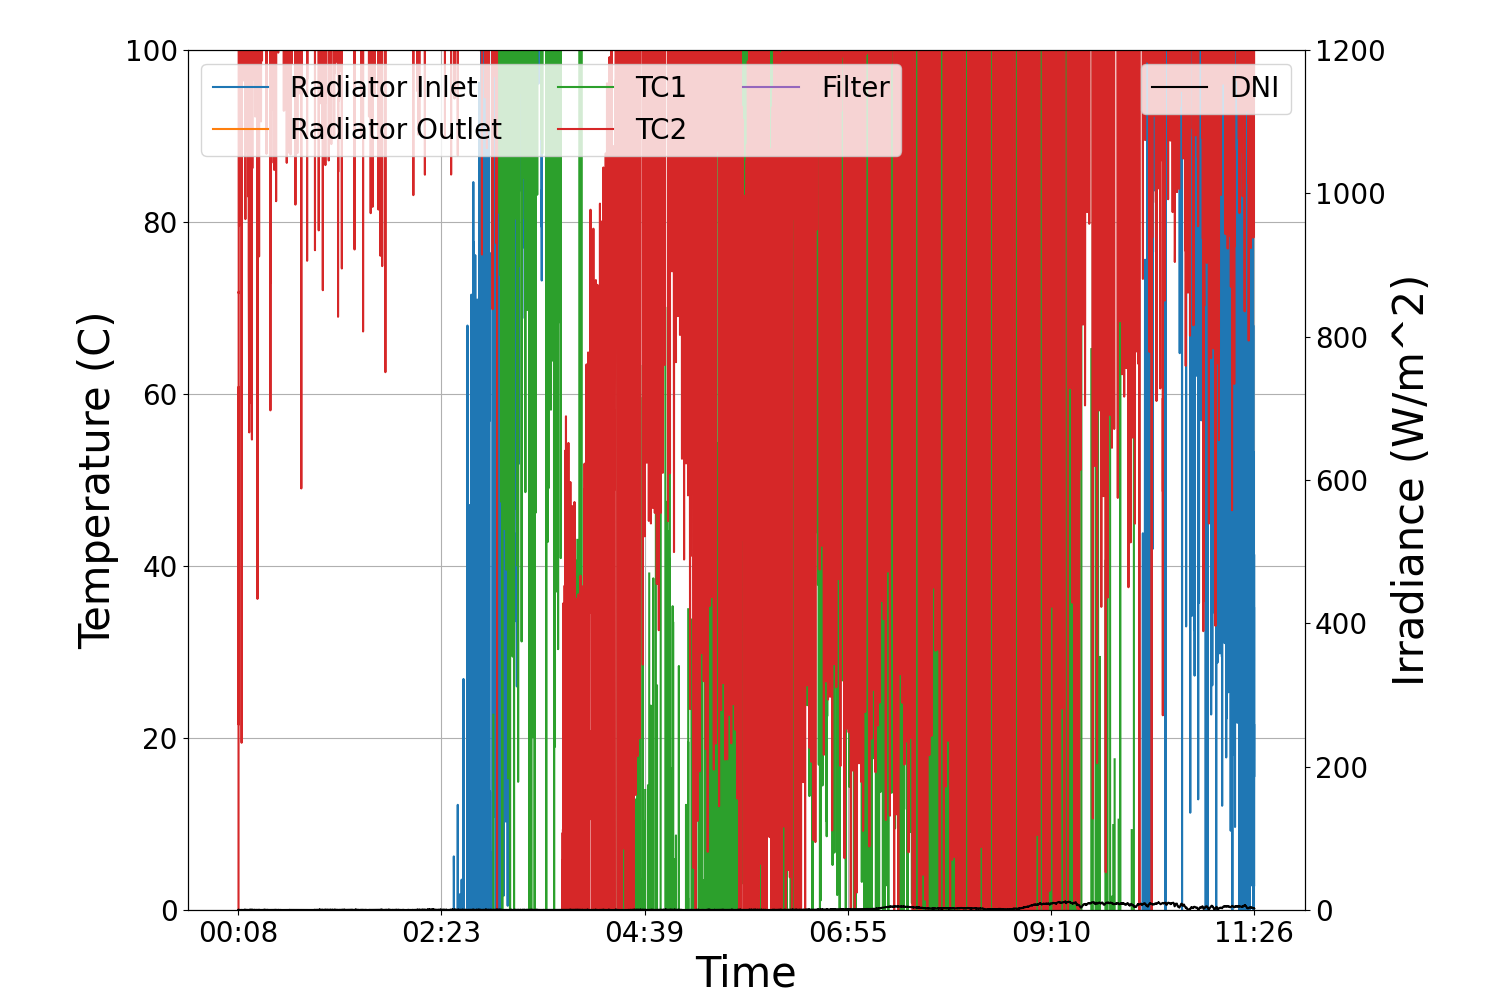 100
80
60
40
20
0
Temperature (C)
Radiator Inlet
Radiator Outlet
TC1
TC2
Filter
DNI
1200
1000
800
600
400
200
0
Irradiance (W/m^2)
00:08
02:23
04:39
06:55
09:10
11:26
Time